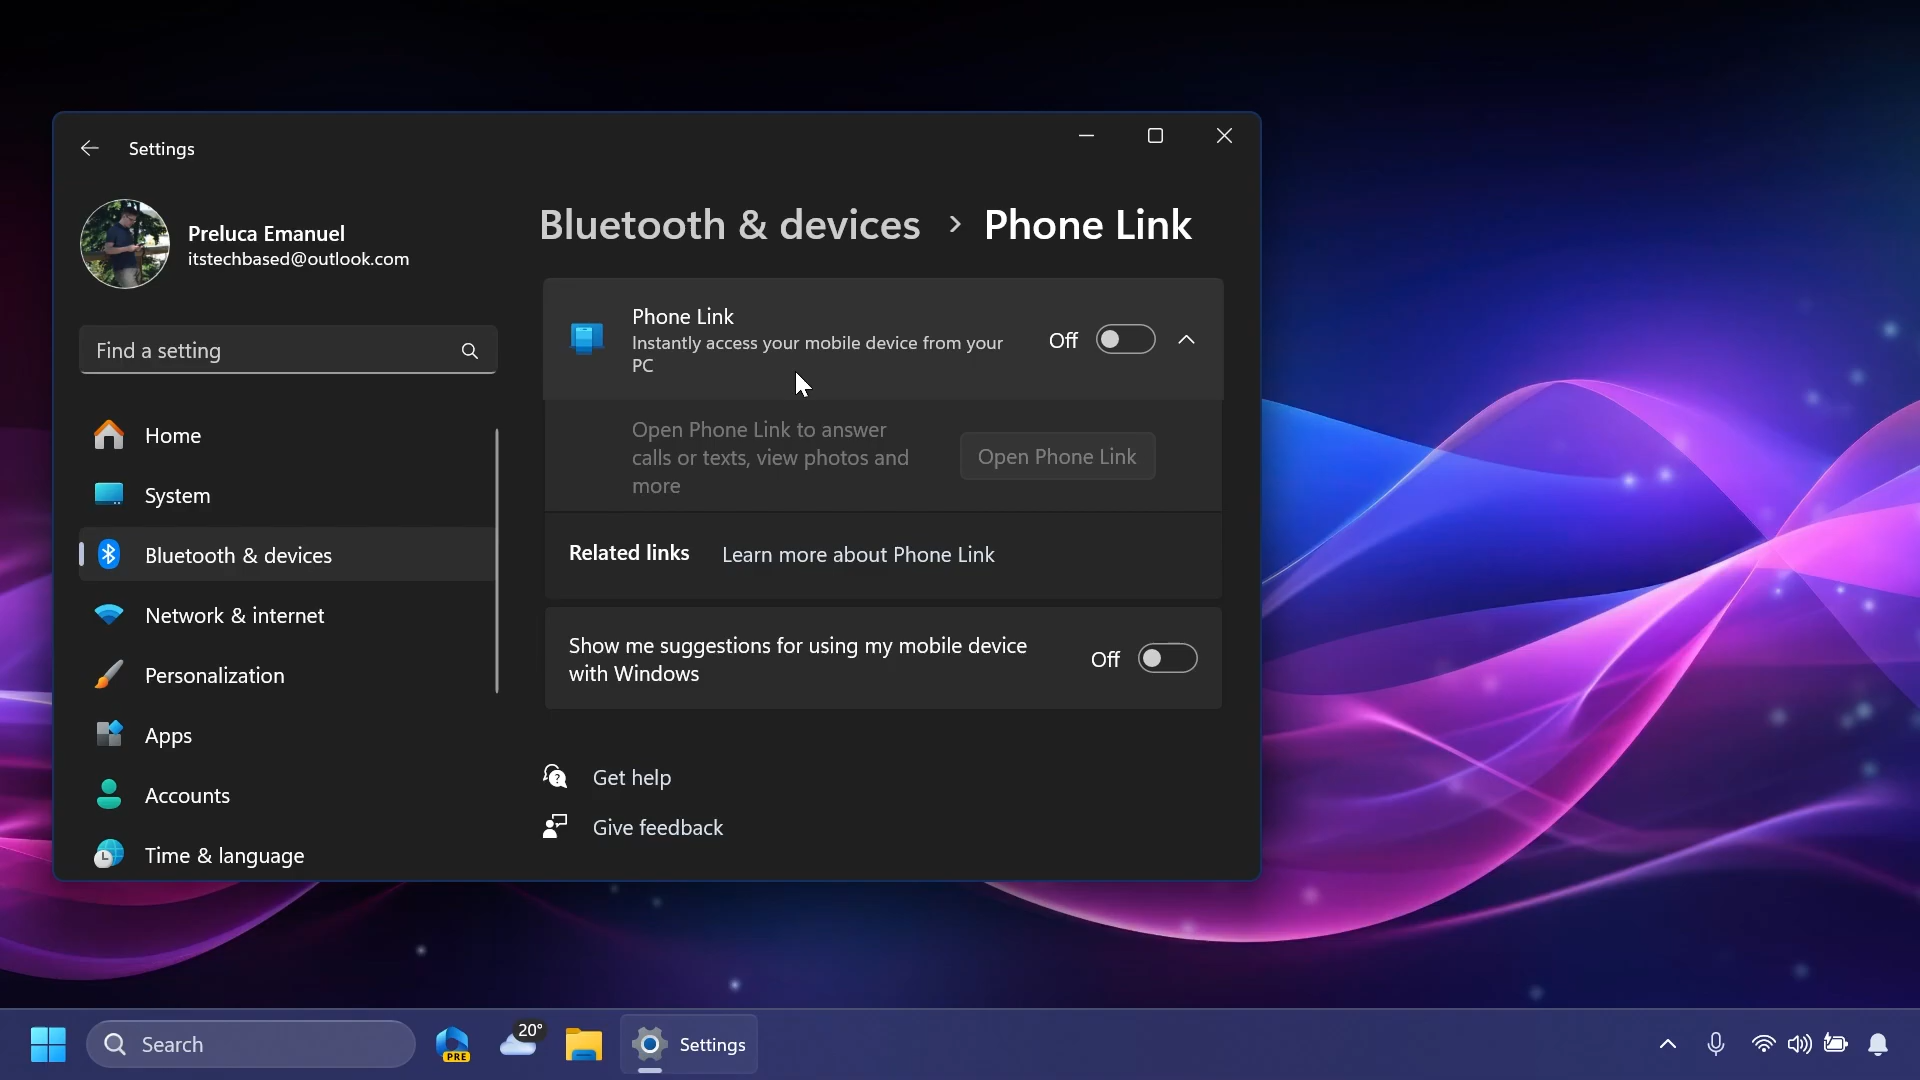 Settings
Preluca Emanuel
itstechbased@outlook.com
Find a setting
Home
System
Bluetooth & devices
Network & internet
Personalization
Apps
Accounts
Time & language
Bluetooth & devices › Phone Link
Phone Link
Instantly access your mobile device from your
PC
Off
Open Phone Link to answer
calls or texts, view photos and
more
Open Phone Link
Related links
Learn more about Phone Link
Show me suggestions for using my mobile device
with Windows
Off
Get help
Give feedback
Search
PRE
20°
Settings